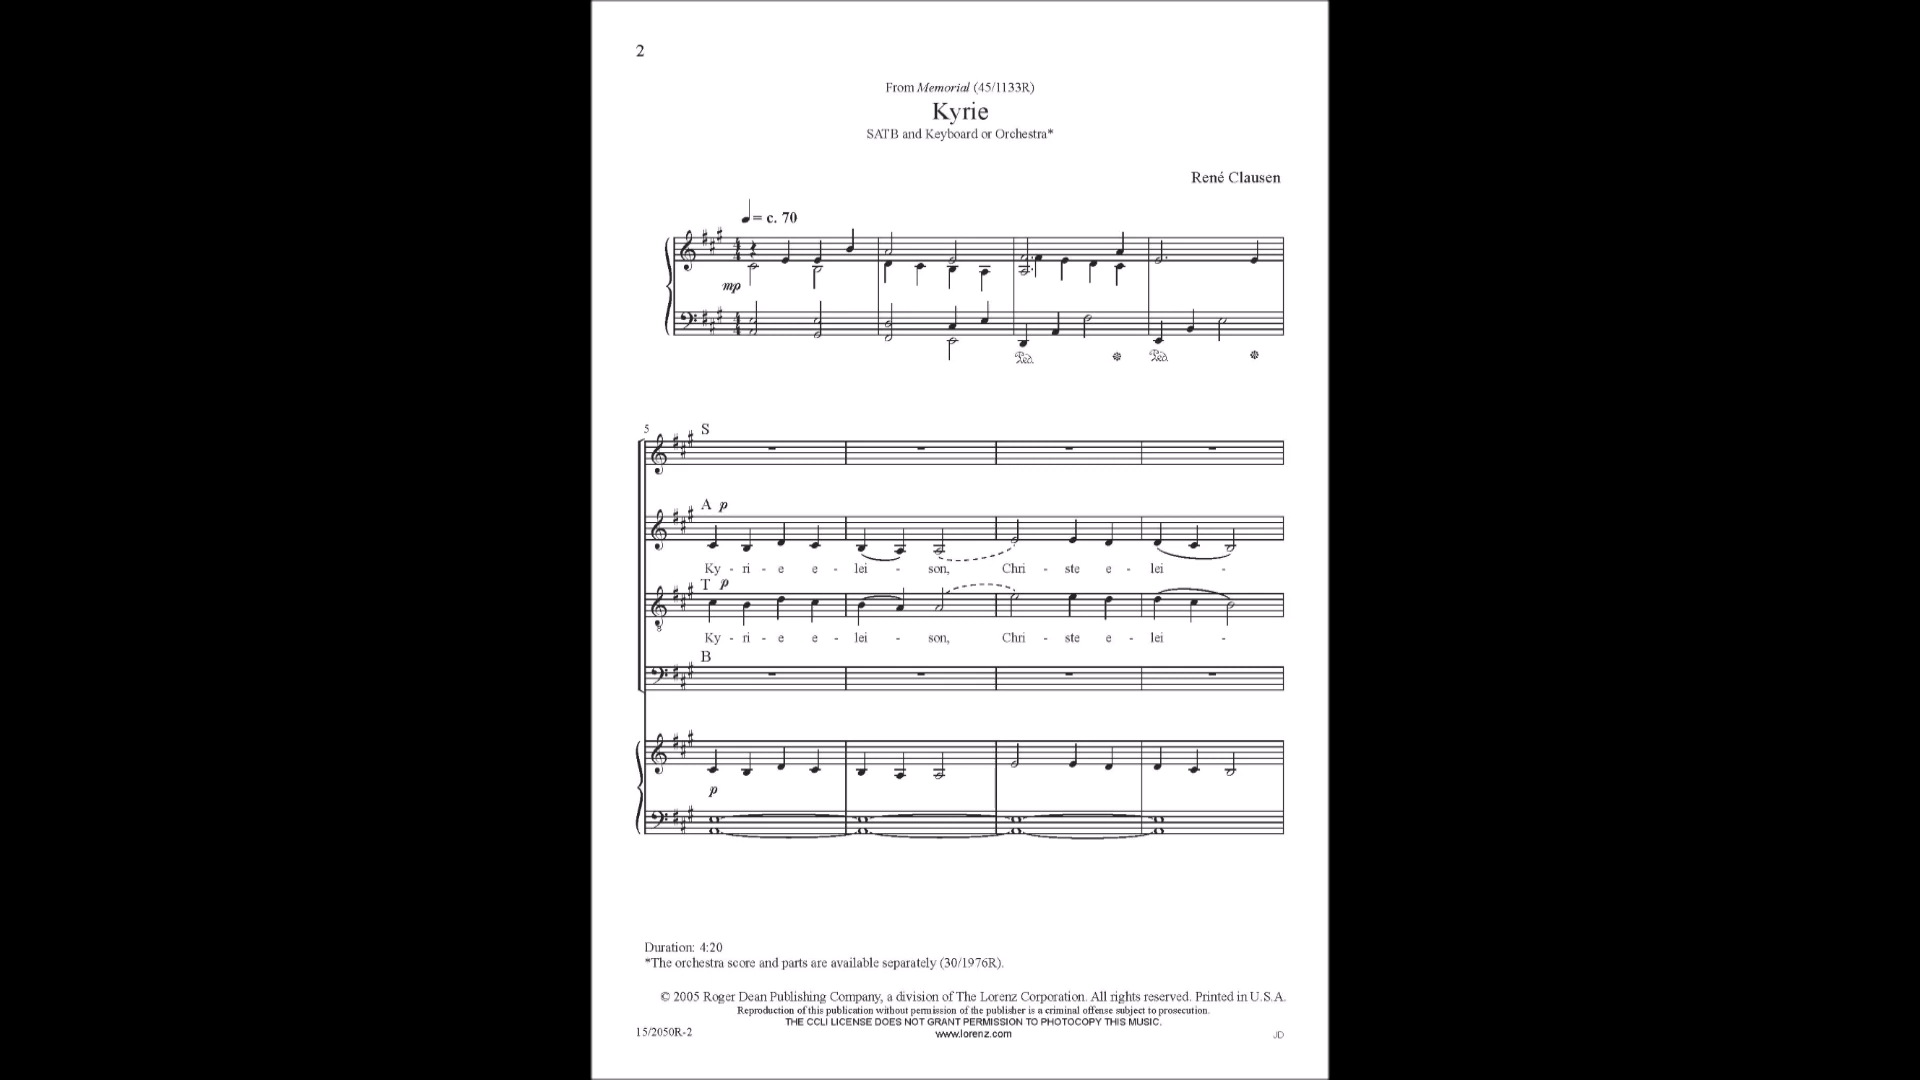 2
From Memorial (45/1133R)
Kyrie
SATB and Keyboard or Orchestra*
René Clausen
= c. 70
mp
Ped. Ped.
5
S
A p
Ky - ri - e e - lei - son, Chri - ste e - lei -
T p
Ky - ri - e e - lei - son, Chri - ste e - lei -
B
p
Duration: 4:20
*The orchestra score and parts are available separately (30/1976R).
© 2005 Roger Dean Publishing Company, a division of The Lorenz Corporation. All rights reserved. Printed in U.S.A.
Reproduction of this publication without permission of the publisher is a criminal offense subject to prosecution.
THE CCLI LICENSE DOES NOT GRANT PERMISSION TO PHOTOCOPY THIS MUSIC.
15/2050R-2 www.lorenz.com JD